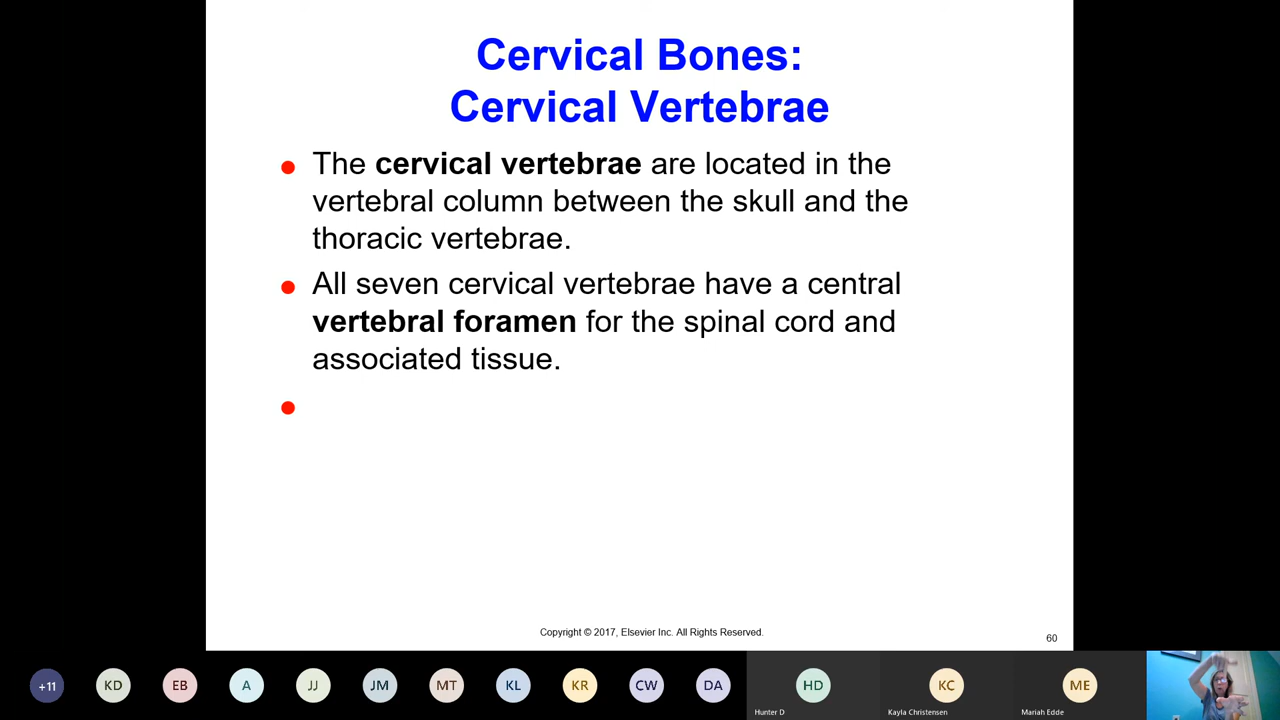 Cervical Bones:
Cervical Vertebrae
The cervical vertebrae are located in the
vertebral column between the skull and the
thoracic vertebrae.
All seven cervical vertebrae have a central
vertebral foramen for the spinal cord and
associated tissue.
Copyright © 2017, Elsevier Inc. All Rights Reserved.
60
+11 KD EB A JJ JM MT KL KR CW DA HD KC ME
Hunter D Kayla Christensen Mariah Edde